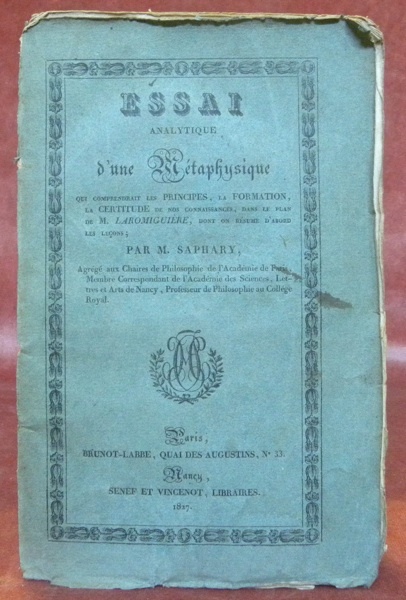 ESSAI
ANALYTIQUE
d'une Métaphysique
QUI COMPRENDRAIT LES PRINCIPES, LA FORMATION,
LA CERTITUDE DE NOS CONNAISSANCES, DANS LE PLAN
DE M. LAROMIGUIÈRE, DONT ON RÉSUME D'ABORD
LES LEÇONS;
PAR M. SAPHARY,
Agrégé aux Chaires de Philosophie de l'Académie de Paris,
Membre Correspondant de l'Académie des Sciences, Let-
tres et Arts de Nancy, Professeur de Philosophie au Collége
Royal.
Paris,
BRUNOT-LABBE, QUAI DES AUGUSTINS, N° 33.
Nancy,
SENEF ET VINCENOT, LIBRAIRES.
1827.